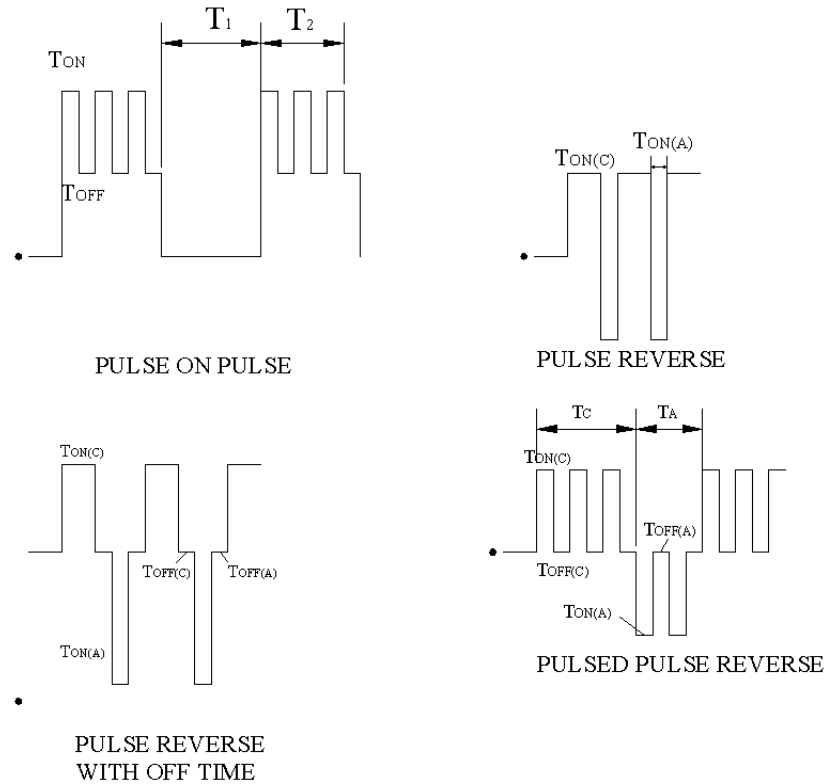 T1
T2
TON
TOFF
PULSE ON PULSE
TON(C)
TON(A)
PULSE REVERSE
TON(C)
TOFF(C)
TOFF(A)
TON(A)
PULSE REVERSE
WITH OFF TIME
TC
TA
TON(C)
TOFF(A)
TOFF(C)
TON(A)
PULSED PULSE REVERSE